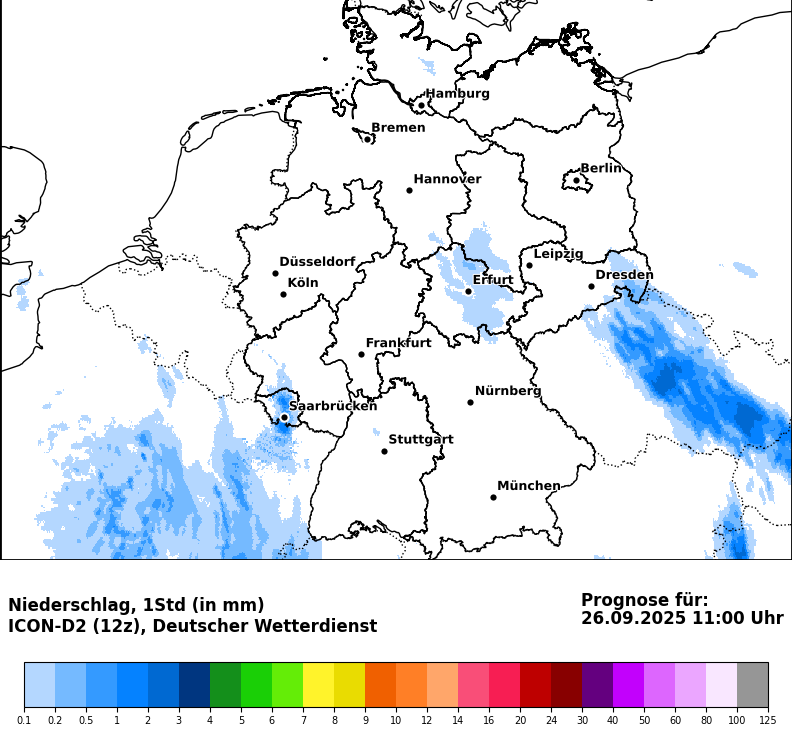 Hamburg
Bremen
Berlin
Hannover
Leipzig
Düsseldorf
Dresden
Köln
Erfurt
Frankfurt
Nürnberg
Saarbrücken
Stuttgart
München
Niederschlag, 1Std (in mm)
ICON-D2 (12z), Deutscher Wetterdienst
Prognose für:
26.09.2025 11:00 Uhr
0.1 0.2 0.5 1 2 3 4 5 6 7 8 9 10 12 14 16 20 24 30 40 50 60 80 100 125